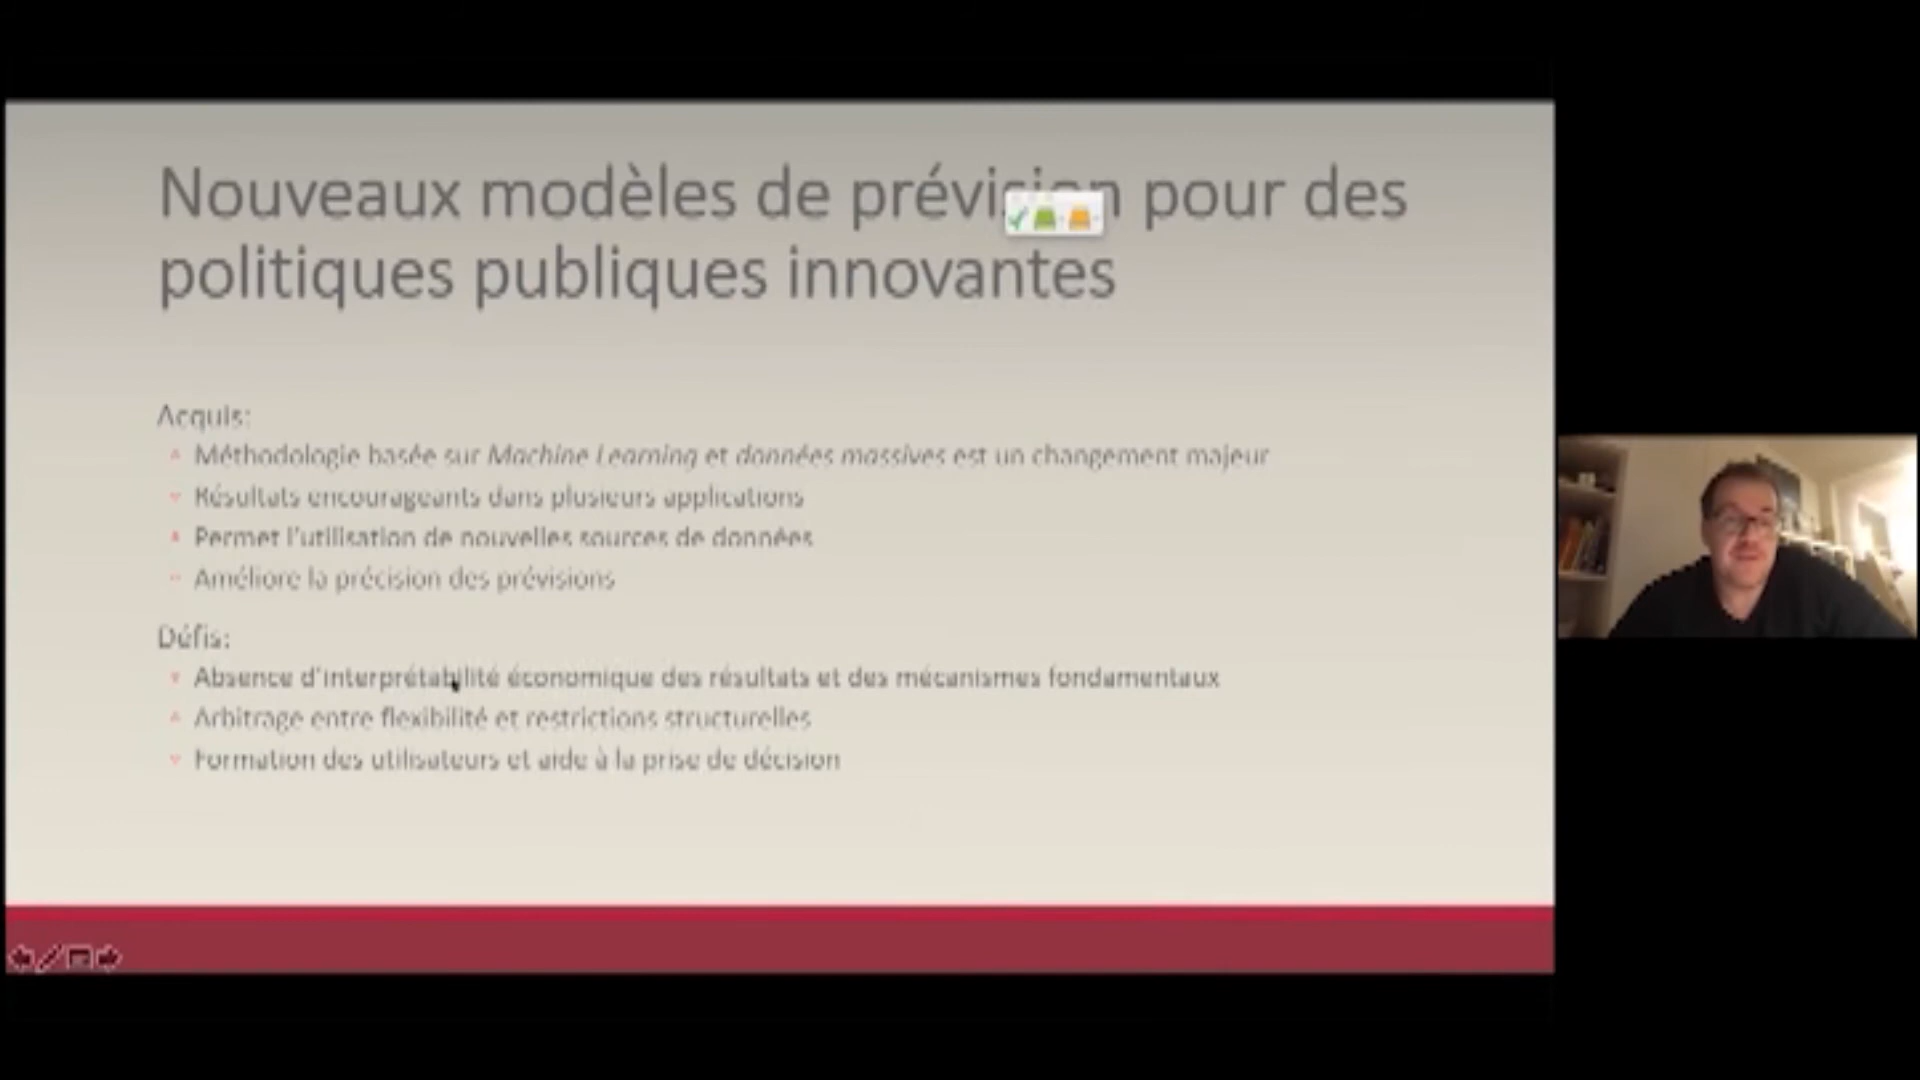 Nouveaux modèles de prévision pour des
politiques publiques innovantes
Acquis:
Méthodologie basée sur Machine Learning et données massives est un changement majeur
Résultats encourageants dans plusieurs applications
Permet l'utilisation de nouvelles sources de données
Améliore la précision des prévisions
Défis:
Absence d'interprétabilité économique des résultats et des mécanismes fondamentaux
Arbitrage entre flexibilité et restrictions structurelles
Formation des utilisateurs et aide à la prise de décision